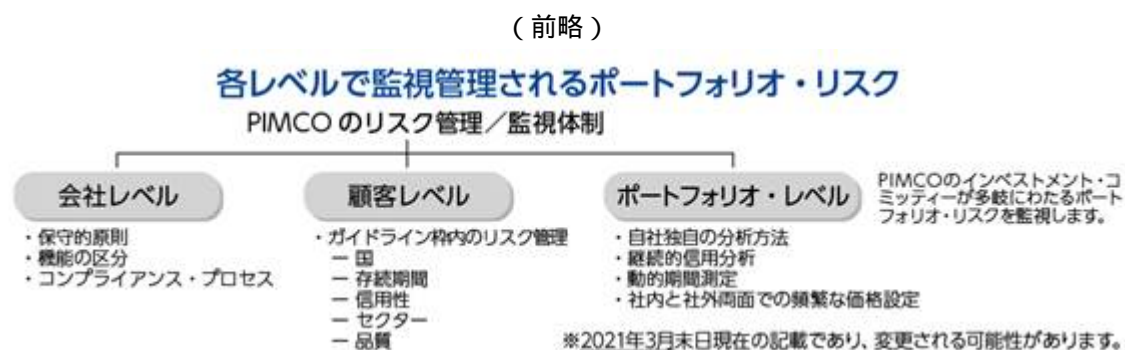 （前略）
各レベルで監視管理されるポートフォリオ・リスク
PIMCO のリスク管理／監視体制
会社レベル
・保守的原則
・機能の区分
・コンプライアンス・プロセス
顧客レベル
・ガイドライン枠内のリスク管理
ー 国
ー 存続期間
ー 信用性
ー セクター
ー 品質
ポートフォリオ・レベル
・自社独自の分析方法
・継続的信用分析
・動的期間測定
・社内と社外両面での頻繁な価格設定
PIMCOのインベストメント・コ
ミッティーが多岐にわたるポート
フォリオ・リスクを監視します。
※2021年3月末日現在の記載であり、変更される可能性があります。